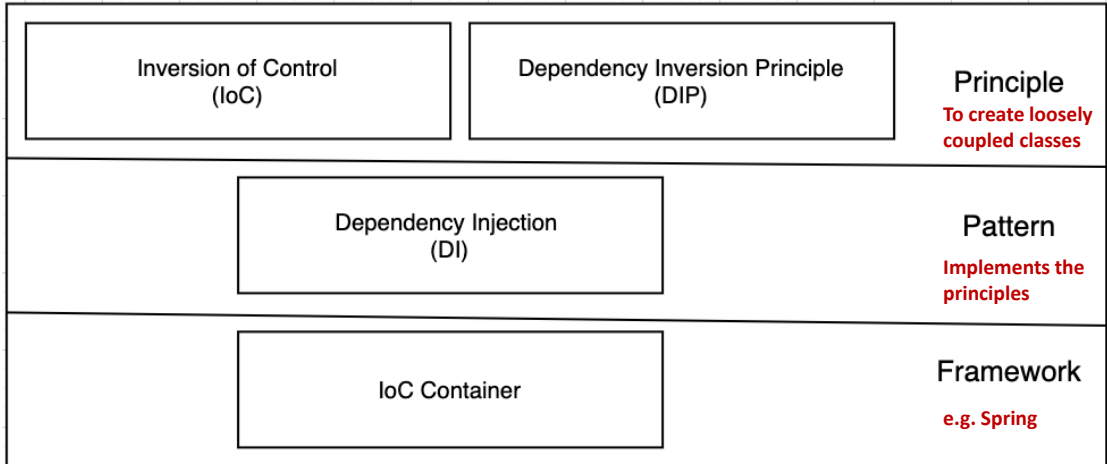 Inversion of Control
(IoC)
Dependency Inversion Principle
(DIP)
Principle
To create loosely
coupled classes
Dependency Injection
(DI)
Pattern
Implements the
principles
IoC Container
Framework
e.g. Spring